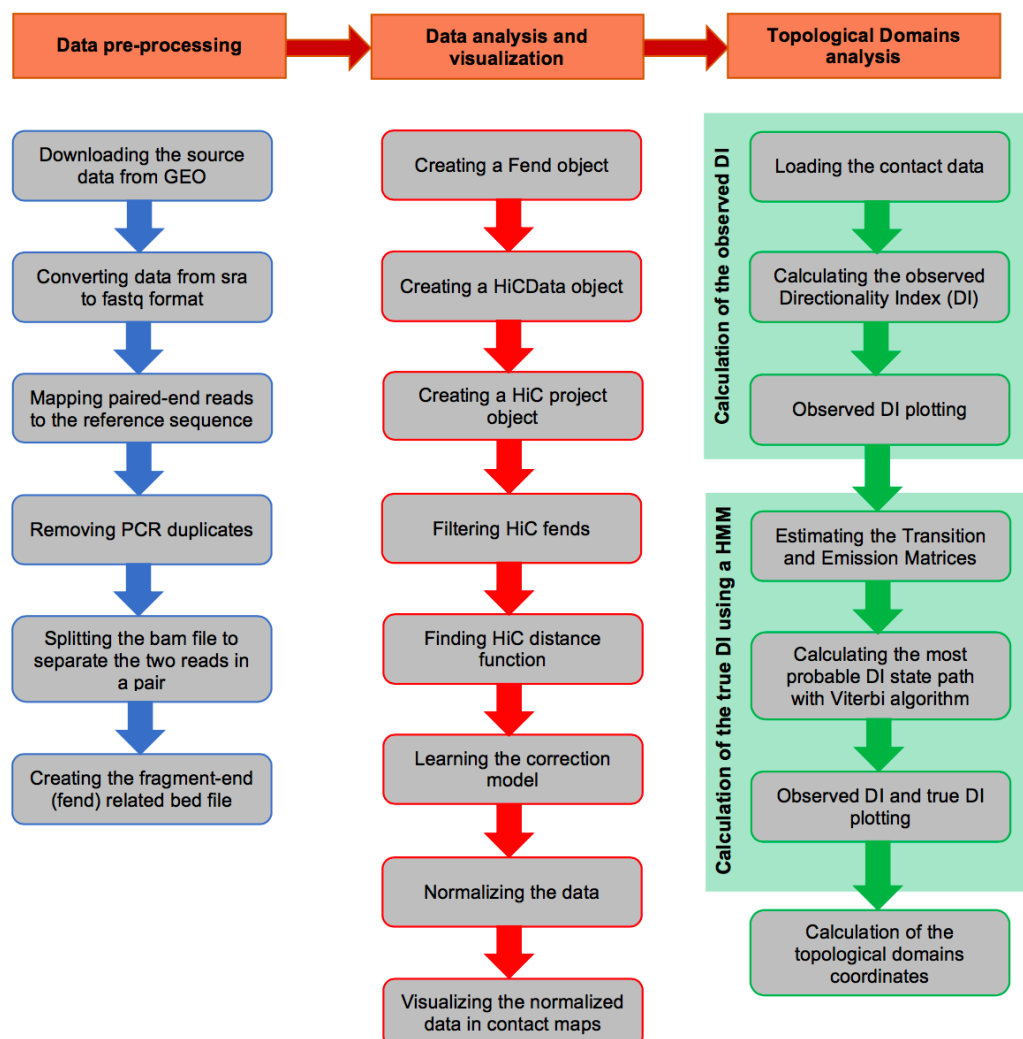 Data pre-processing
Data analysis and
visualization
Topological Domains
analysis
Downloading the source
data from GEO
Converting data from sra
to fastq format
Mapping paired-end reads
to the reference sequence
Removing PCR duplicates
Splitting the bam file to
separate the two reads in
a pair
Creating the fragment-end
(fend) related bed file
Creating a Fend object
Creating a HiCData object
Creating a HiC project
object
Filtering HiC fends
Finding HiC distance
function
Learning the correction
model
Normalizing the data
Visualizing the normalized
data in contact maps
Calculation of the observed DI
Loading the contact data
Calculating the observed
Directionality Index (DI)
Observed DI plotting
Calculation of the true DI using a HMM
Estimating the Transition
and Emission Matrices
Calculating the most
probable DI state path
with Viterbi algorithm
Observed DI and true DI
plotting
Calculation of the
topological domains
coordinates